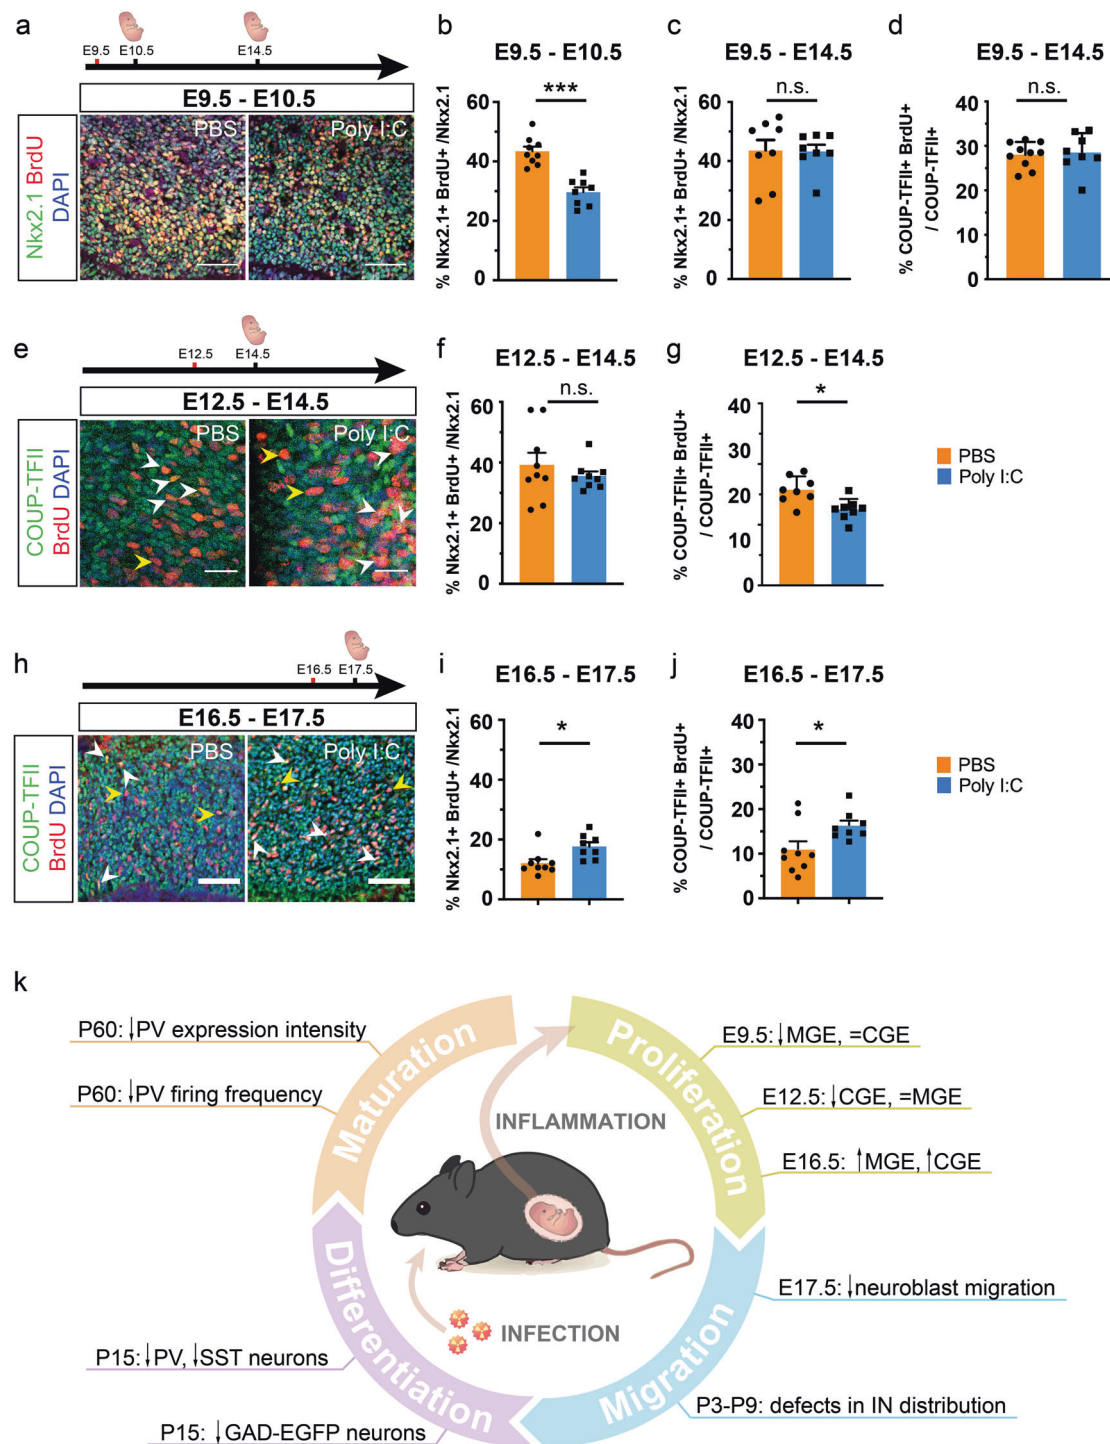 a
E9.5
E10.5
E14.5
E9.5 - E10.5
Nkx2.1 BrdU
DAPI
PBS
Poly I:C
b
E9.5 - E10.5
% Nkx2.1+ BrdU+ /Nkx2.1
60
40
20
0
***
c
E9.5 - E14.5
% Nkx2.1+ BrdU+ /Nkx2.1
60
40
20
0
n.s.
d
E9.5 - E14.5
% COUP-TFII+ BrdU+
/ COUP-TFII+
40
30
20
10
0
n.s.
e
E12.5
E14.5
E12.5 - E14.5
COUP-TFII
BrdU DAPI
PBS
Poly I:C
f
E12.5 - E14.5
% Nkx2.1+ BrdU+ /Nkx2.1
60
40
20
0
n.s.
g
E12.5 - E14.5
% COUP-TFII+ BrdU+
/ COUP-TFII+
40
30
20
10
0
*
PBS
Poly I:C
h
E16.5
E17.5
E16.5 - E17.5
COUP-TFII
BrdU DAPI
PBS
Poly I:C
i
E16.5 - E17.5
% Nkx2.1+ BrdU+ /Nkx2.1
60
40
20
0
*
j
E16.5 - E17.5
% COUP-TFII+ BrdU+
/ COUP-TFII+
40
30
20
10
0
*
PBS
Poly I:C
k
Proliferation
E9.5: ↓MGE, =CGE
E12.5: ↓CGE, =MGE
E16.5: ↑MGE, ↑CGE
Migration
E17.5: ↓neuroblast migration
P3-P9: defects in IN distribution
Differentiation
P15: ↓PV, ↓SST neurons
P15: ↓GAD-EGFP neurons
Maturation
P60: ↓PV expression intensity
P60: ↓PV firing frequency
INFLAMMATION
INFECTION